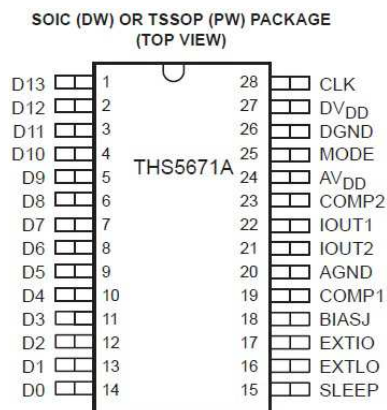 SOIC (DW) OR TSSOP (PW) PACKAGE
(TOP VIEW)
D13 1 28 CLK
D12 2 27 DVDD
D11 3 26 DGND
D10 4 25 MODE
THS5671A
D9 5 24 AVDD
D8 6 23 COMP2
D7 7 22 IOUT1
D6 8 21 IOUT2
D5 9 20 AGND
D4 10 19 COMP1
D3 11 18 BIASJ
D2 12 17 EXTIO
D1 13 16 EXTLO
D0 14 15 SLEEP